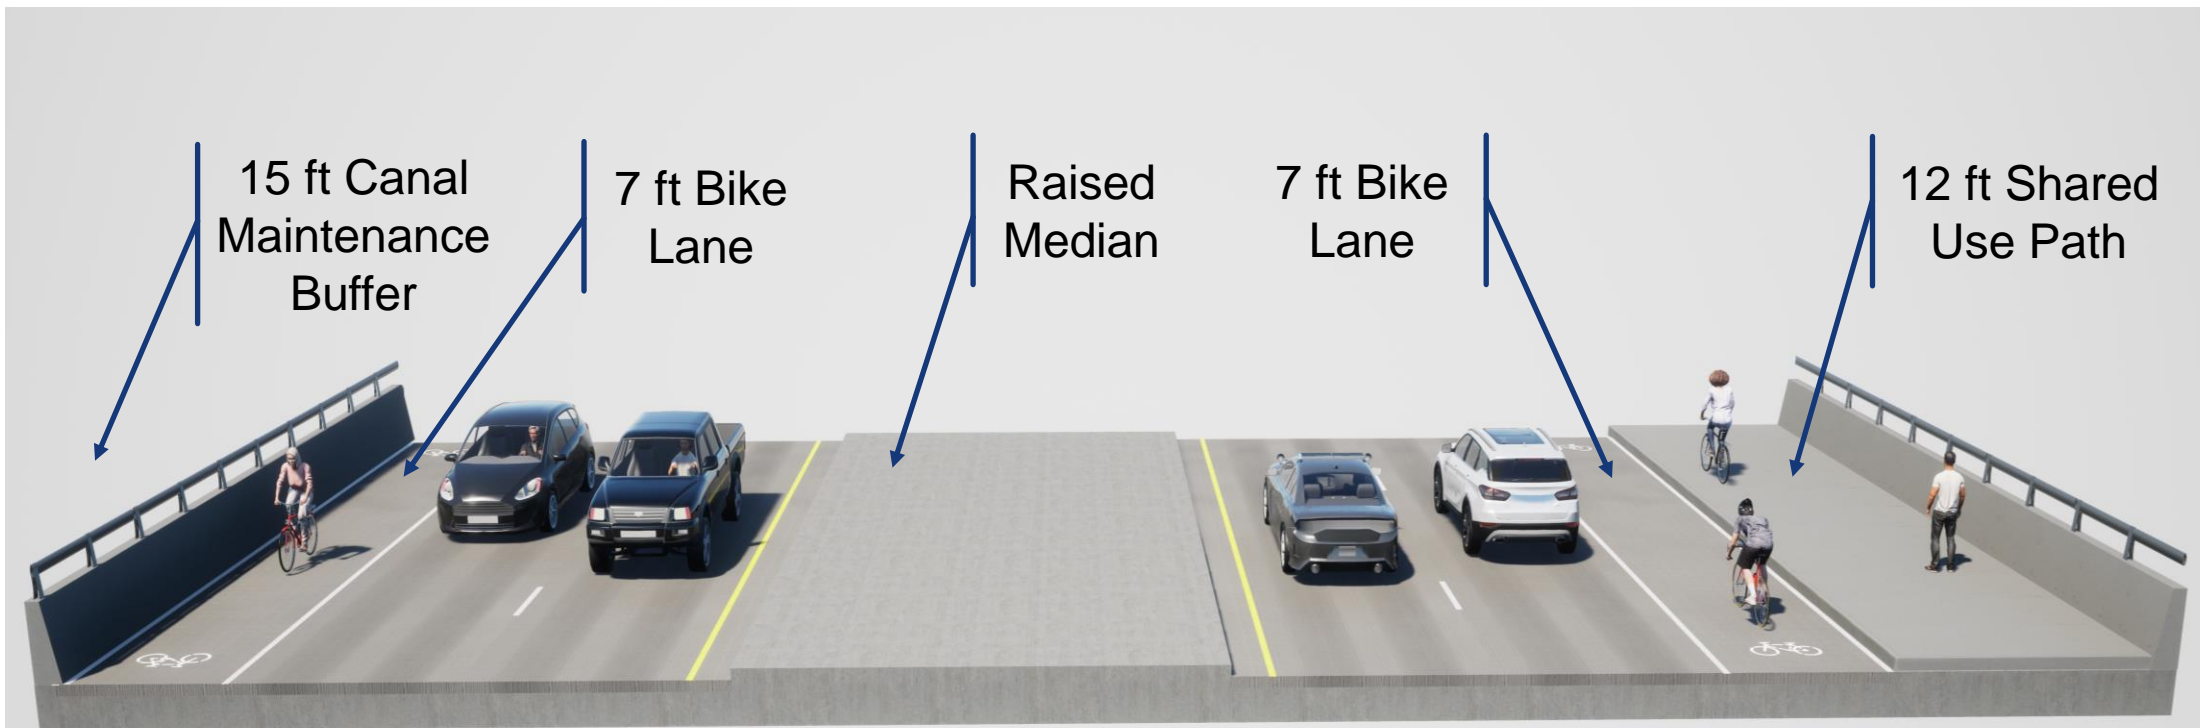 15 ft Canal
Maintenance
Buffer
7 ft Bike
Lane
Raised
Median
7 ft Bike
Lane
12 ft Shared
Use Path